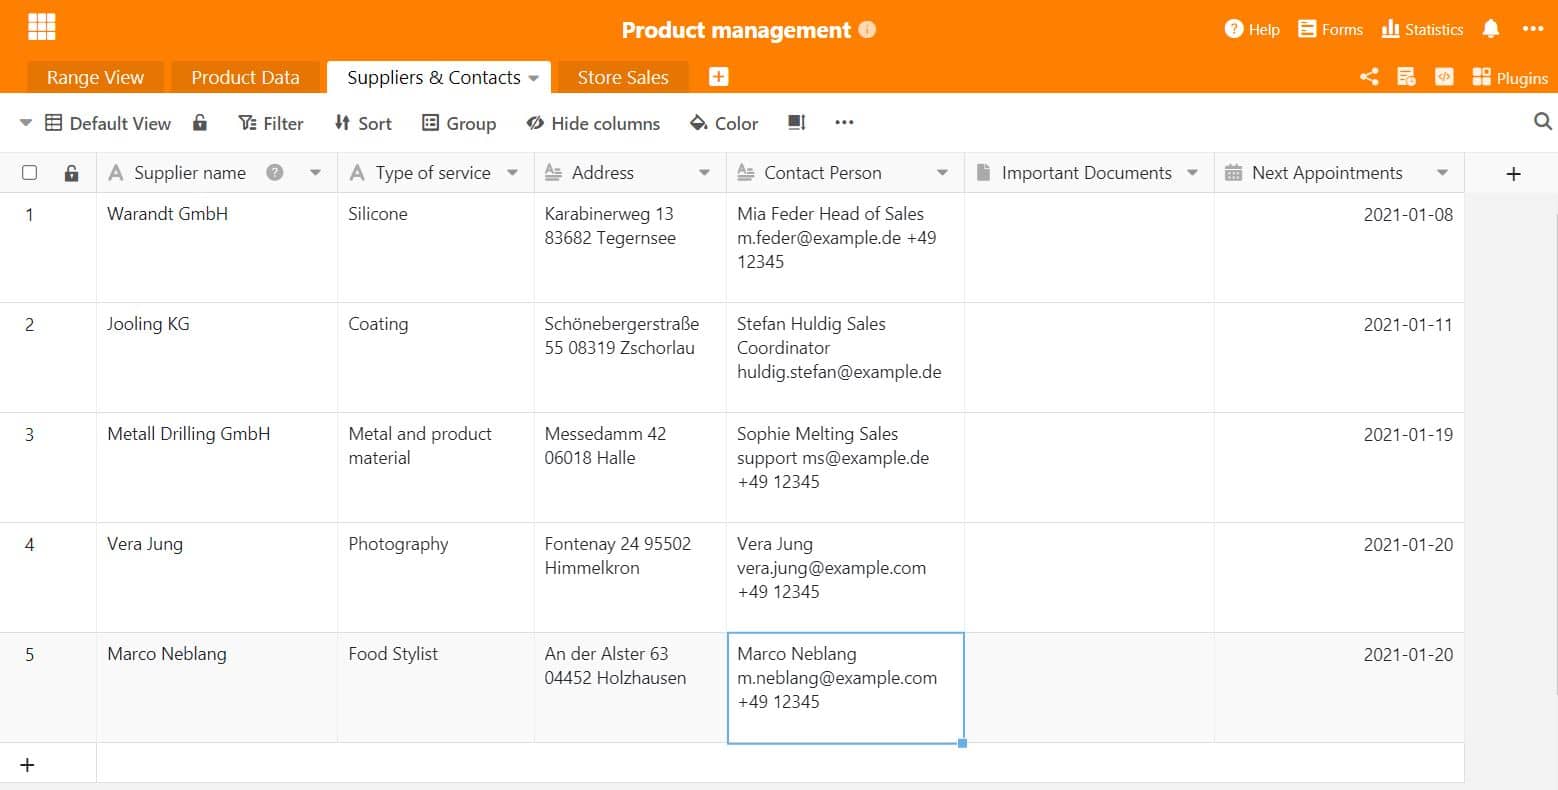 Product management
Help
Forms
Statistics
Range View
Product Data
Suppliers & Contacts
Store Sales
Plugins
Default View
Filter
Sort
Group
Hide columns
Color
Supplier name
Type of service
Address
Contact Person
Important Documents
Next Appointments
1
Warandt GmbH
Silicone
Karabinerweg 13
83682 Tegernsee
Mia Feder Head of Sales
m.feder@example.de +49
12345
2021-01-08
2
Jooling KG
Coating
Schönebergerstraße
55 08319 Zschorlau
Stefan Huldig Sales
Coordinator
huldig.stefan@example.de
2021-01-11
3
Metall Drilling GmbH
Metal and product
material
Messedamm 42
06018 Halle
Sophie Melting Sales
support ms@example.de
+49 12345
2021-01-19
4
Vera Jung
Photography
Fontenay 24 95502
Himmelkron
Vera Jung
vera.jung@example.com
+49 12345
2021-01-20
5
Marco Neblang
Food Stylist
An der Alster 63
04452 Holzhausen
Marco Neblang
m.neblang@example.com
+49 12345
2021-01-20